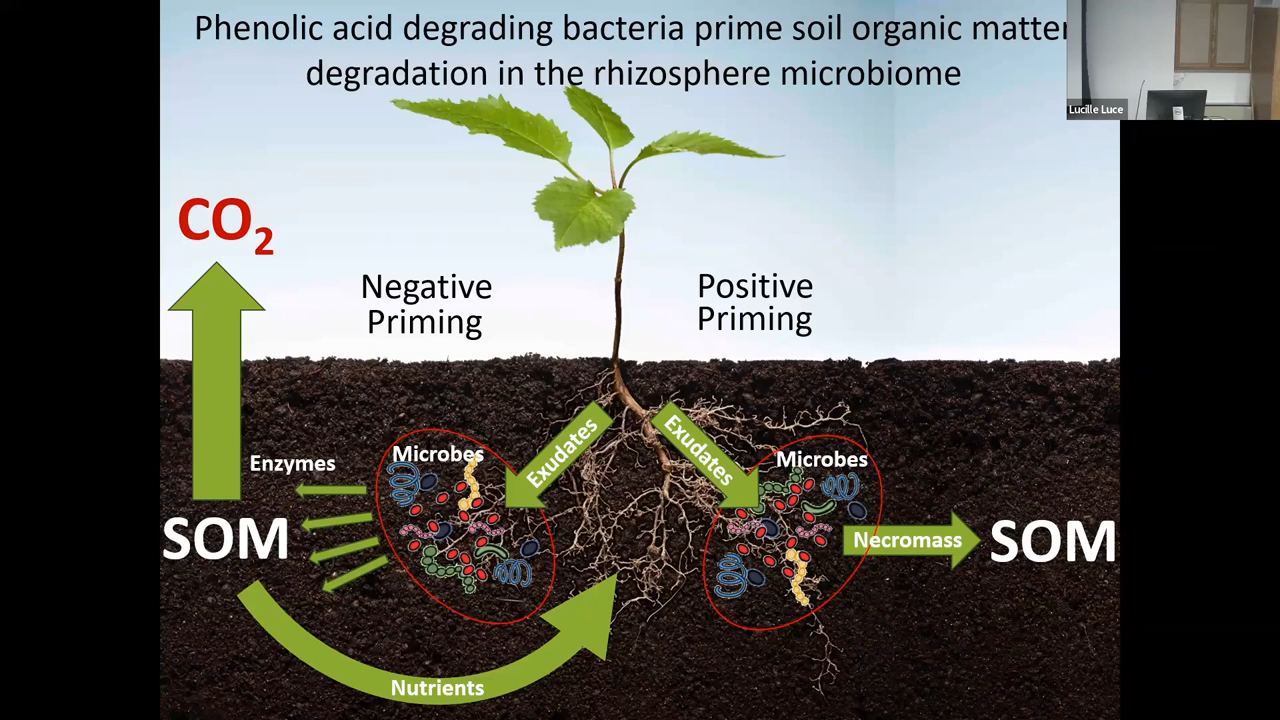 Phenolic acid degrading bacteria prime soil organic matter
degradation in the rhizosphere microbiome
Lucille Luce
CO2
Negative
Priming
Positive
Priming
Exudates
Exudates
Microbes
Microbes
Enzymes
SOM
Necromass
SOM
Nutrients